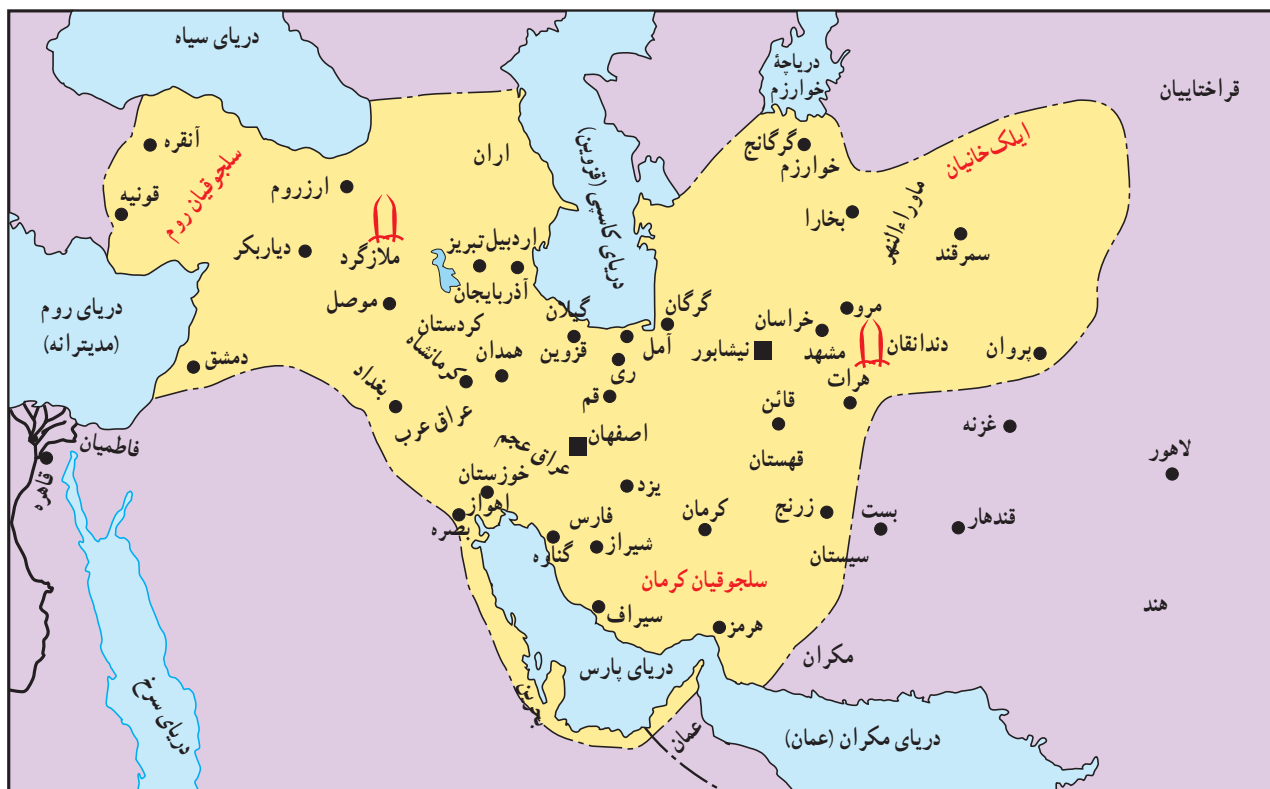 دریای سیاه
دریاچهٔ
خوارزم
قراختاییان
آنقره
سلجوقیان روم
قونیه
ارزروم
اران
دریای کاسپی (قزوین)
گرگانج
خوارزم
ایلک‌خانیان
ماوراءالنهر
بخارا
سمرقند
دیاربکر
ملازگرد
اردبیل
تبریز
آذربایجان
موصل
دریای روم
(مدیترانه)
دمشق
کردستان
کرمانشاه
همدان
گیلان
قزوین
آمل
گرگان
ری
قم
نیشابور
خراسان
مشهد
مرو
دندانقان
هرات
پروان
بغداد
عراق عرب
عراق عجم
اصفهان
قائن
قهستان
غزنه
لاهور
فاطمیان
قاهره
خوزستان
اهواز
بصره
یزد
فارس
شیراز
گناوه
کرمان
زرنج
بست
سیستان
قندهار
سلجوقیان کرمان
سیراف
هرمز
هند
مکران
دریای پارس
بحرین
عمان
دریای مکران (عمان)
دریای سرخ